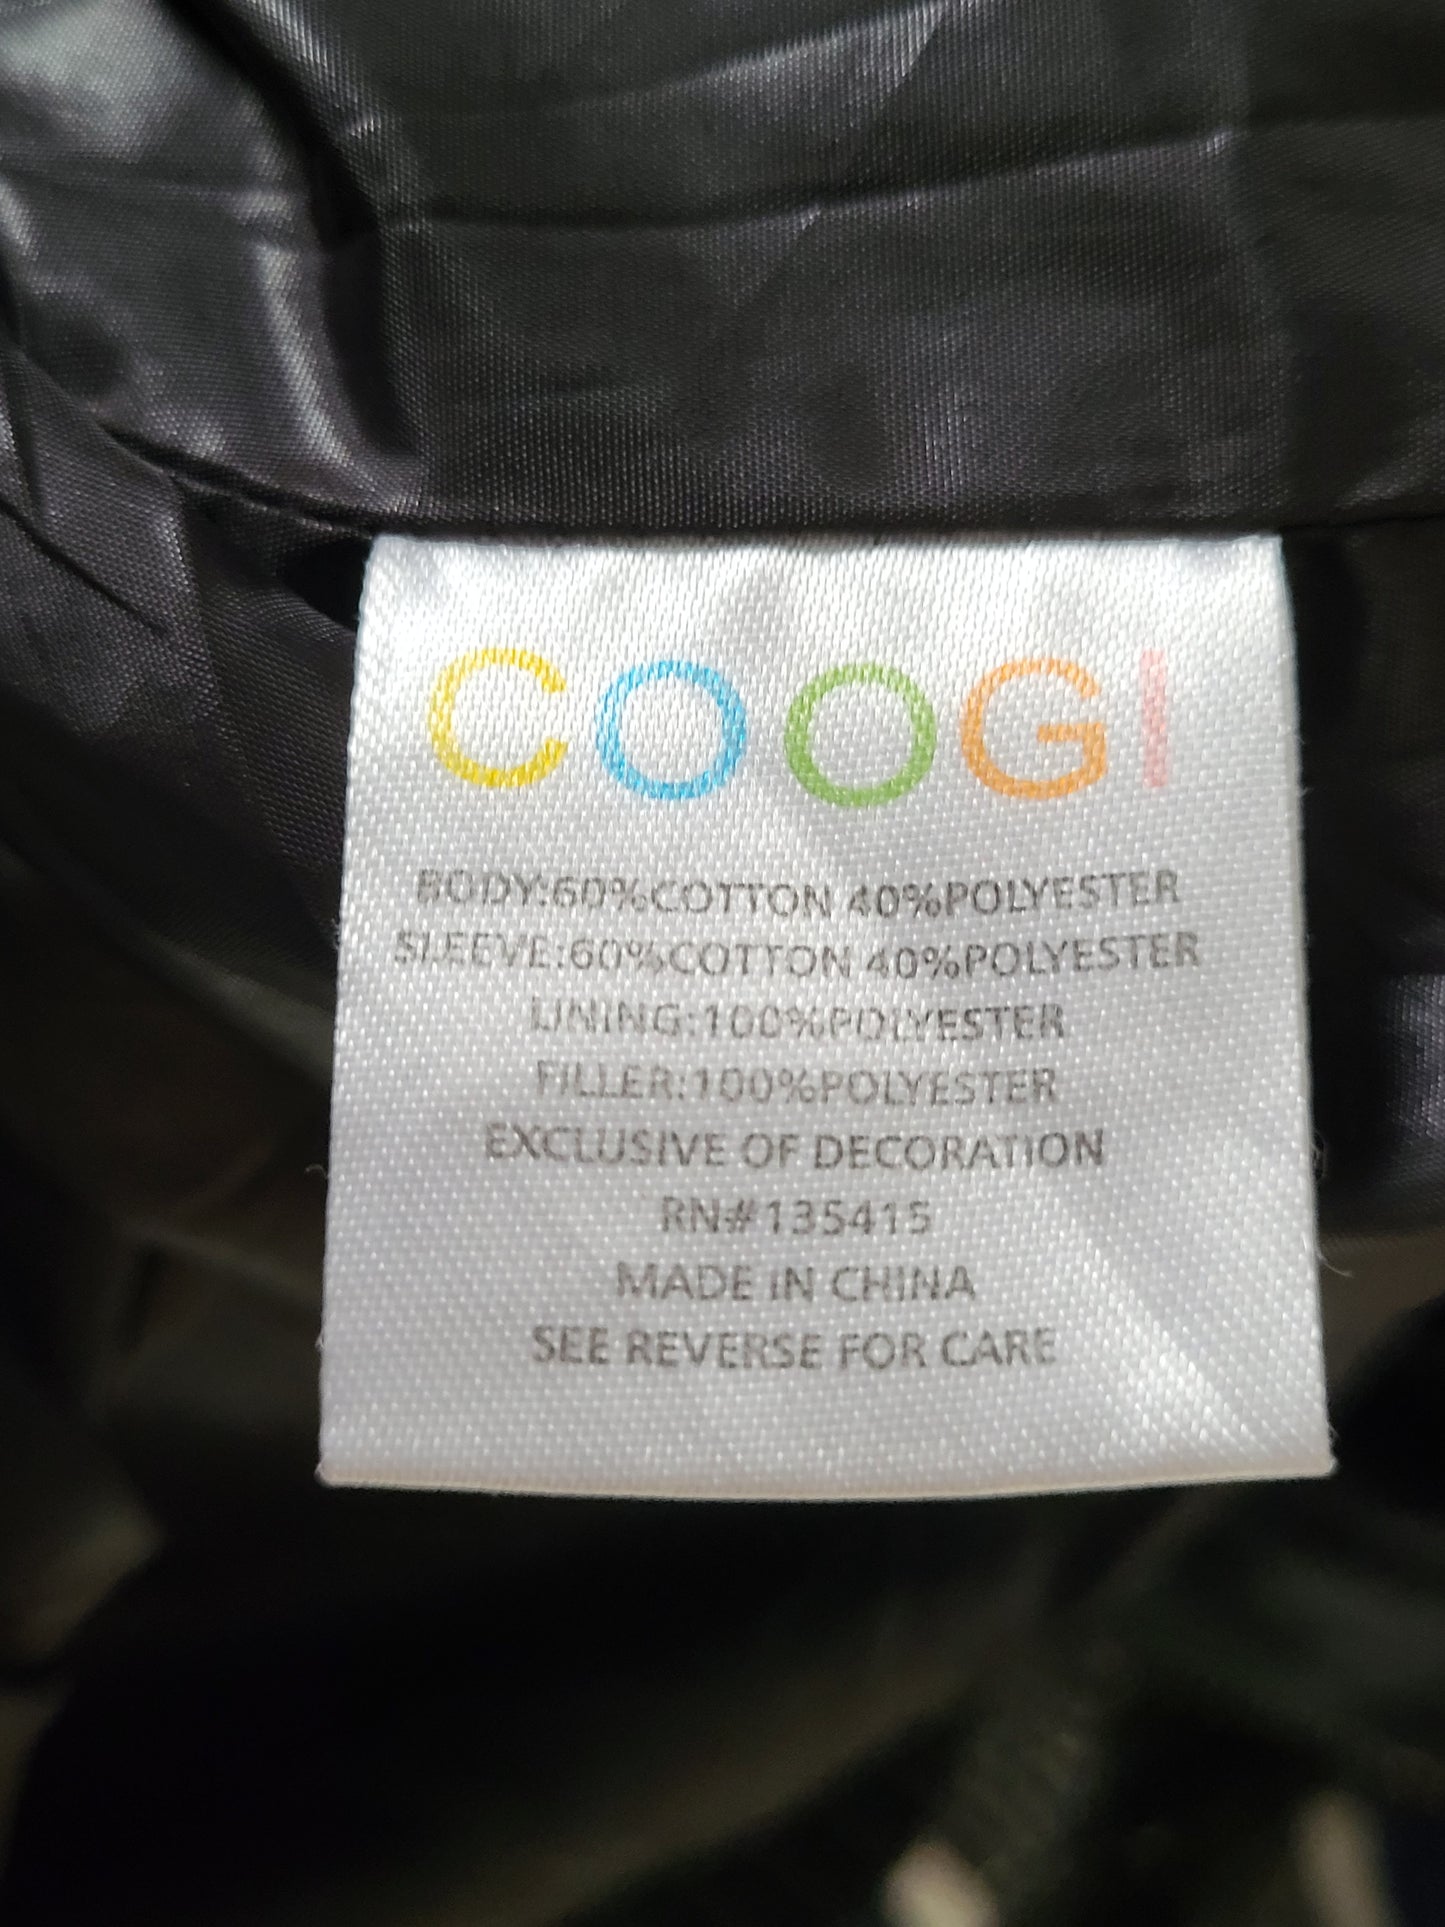 COOGI
BODY:60%COTTON 40%POLYESTER
SLEEVE:60%COTTON 40%POLYESTER
LINING:100%POLYESTER
FILLER:100%POLYESTER
EXCLUSIVE OF DECORATION
RN#135415
MADE IN CHINA
SEE REVERSE FOR CARE